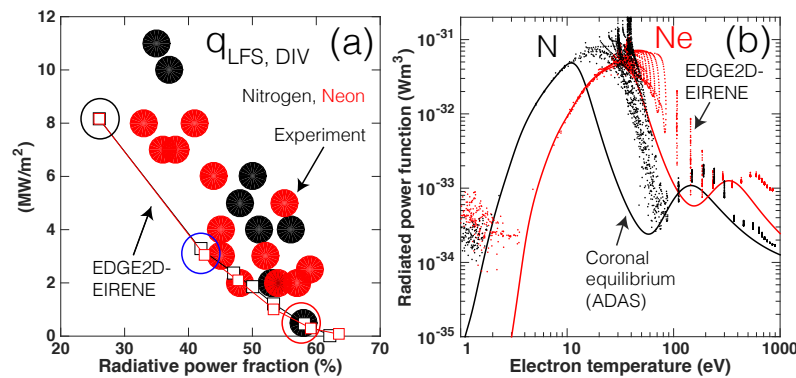 q LFS, DIV (a)
Nitrogen, Neon
Experiment
EDGE2D-
EIRENE
(MW/m²)
12
10
8
6
4
2
0
20 30 40 50 60 70
Radiative power fraction (%)
N Ne (b)
EDGE2D-
EIRENE
Coronal
equilibrium
(ADAS)
Radiated power function (Wm³)
10⁻³¹
10⁻³²
10⁻³³
10⁻³⁴
10⁻³⁵
1 10 100 1000
Electron temperature (eV)